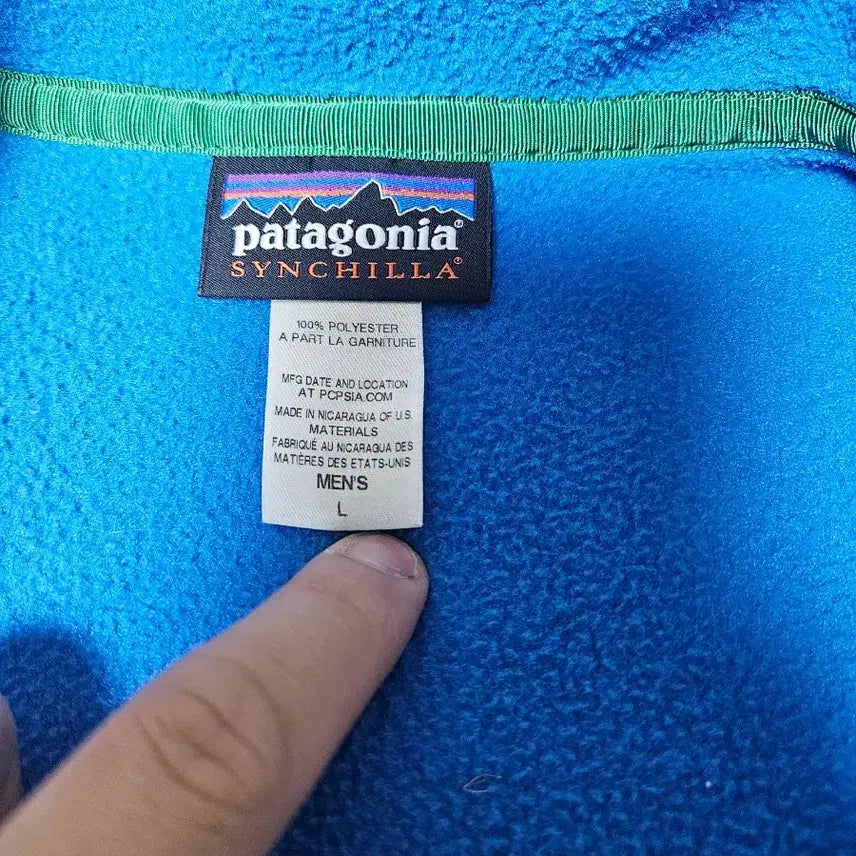 patagonia®
SYNCHILLA®
100% POLYESTER
A PART LA GARNITURE
MFG DATE AND LOCATION
AT PCPSIA.COM
MADE IN NICARAGUA OF U.S.
MATERIALS
FABRIQUÉ AU NICARAGUA DES
MATIÈRES DES ETATS-UNIS
MEN'S
L